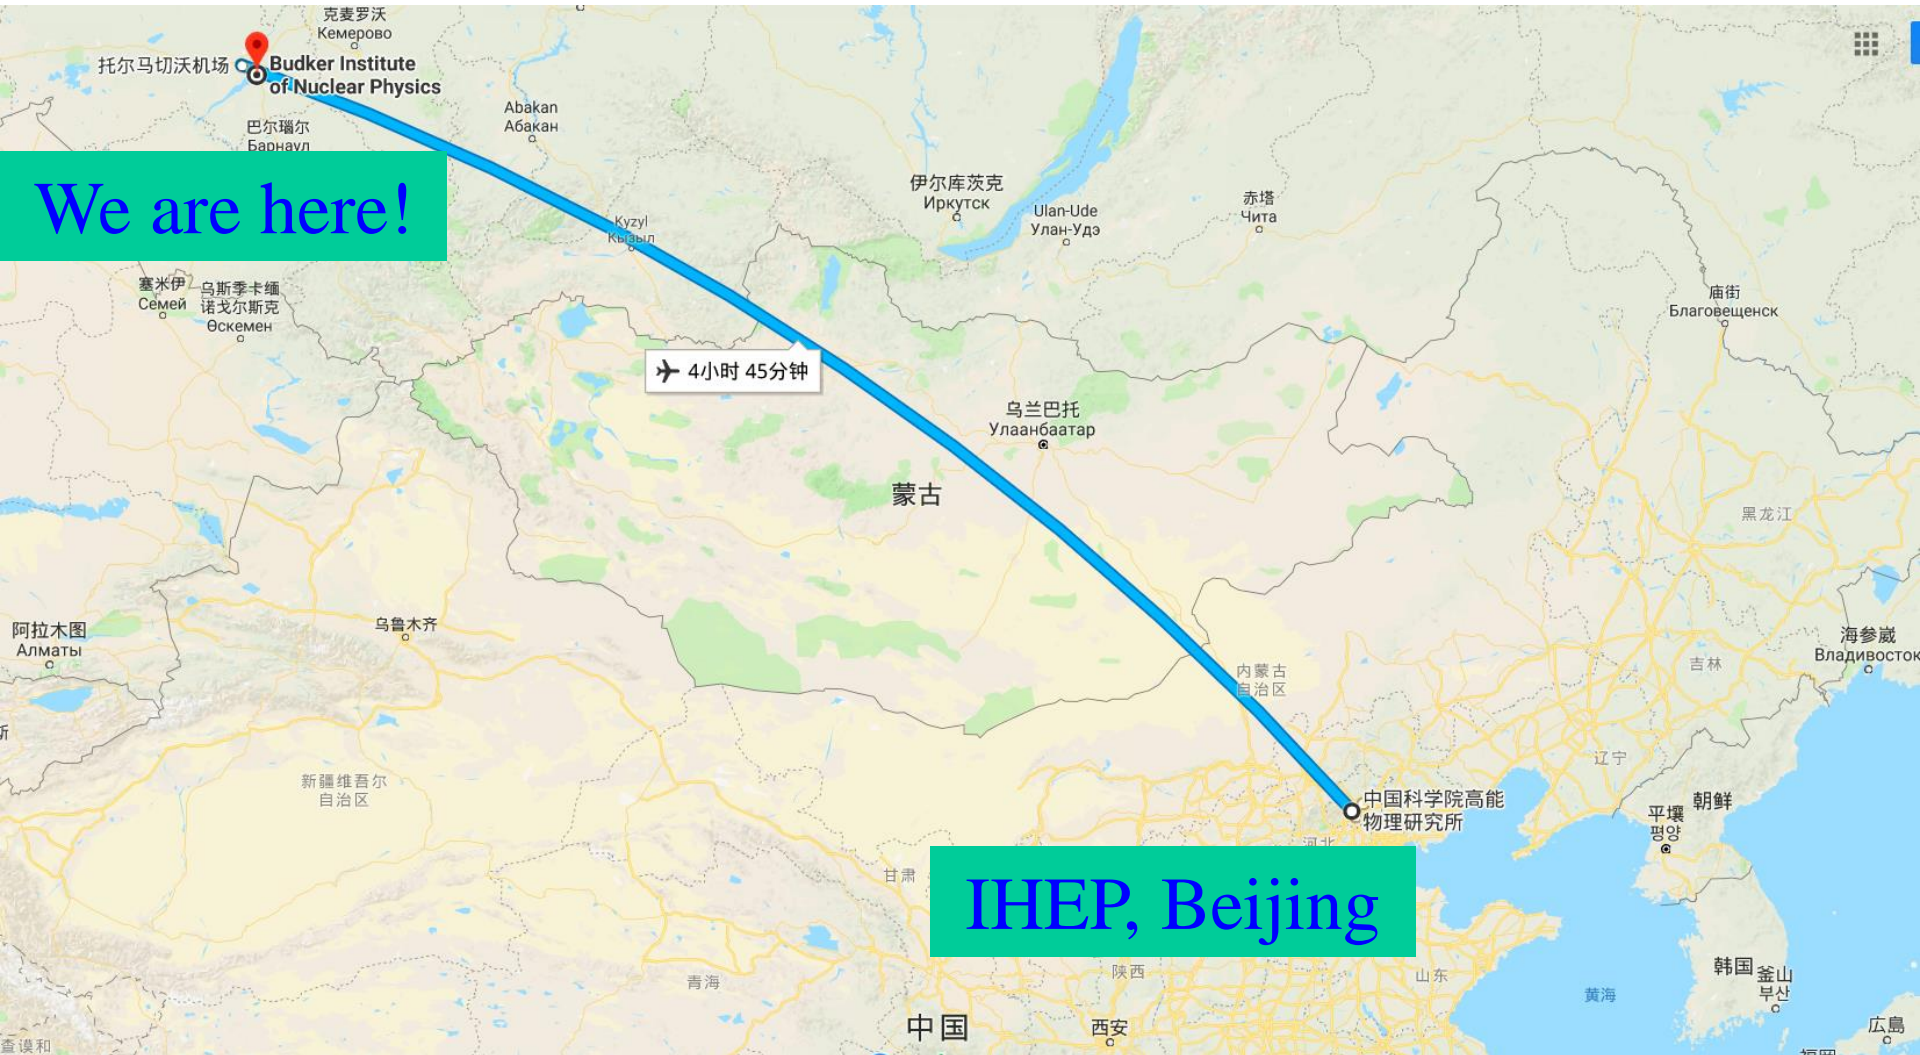 克麦罗沃
Кемерово
托尔马切沃机场
Budker Institute
of Nuclear Physics
Abakan
Абакан
巴尔瑙尔
Барнаул
We are here!
伊尔库茨克
Иркутск
赤塔
Чита
Ulan-Ude
Улан-Удэ
Kyzyl
Кызыл
塞米伊
Семей
乌斯季卡缅
诺戈尔斯克
Өскемен
庙街
Благовещенск
4小时 45分钟
乌兰巴托
Улаанбаатар
蒙古
黑龙江
阿拉木图
Алматы
乌鲁木齐
海参崴
Владивосток
吉林
内蒙古
自治区
辽宁
新疆维吾尔
自治区
中国科学院高能
物理研究所
朝鲜
平壤
평양
河北
甘肃
IHEP, Beijing
陕西
山东
青海
韩国
釜山
부산
黄海
中国
西安
広島
查谟和